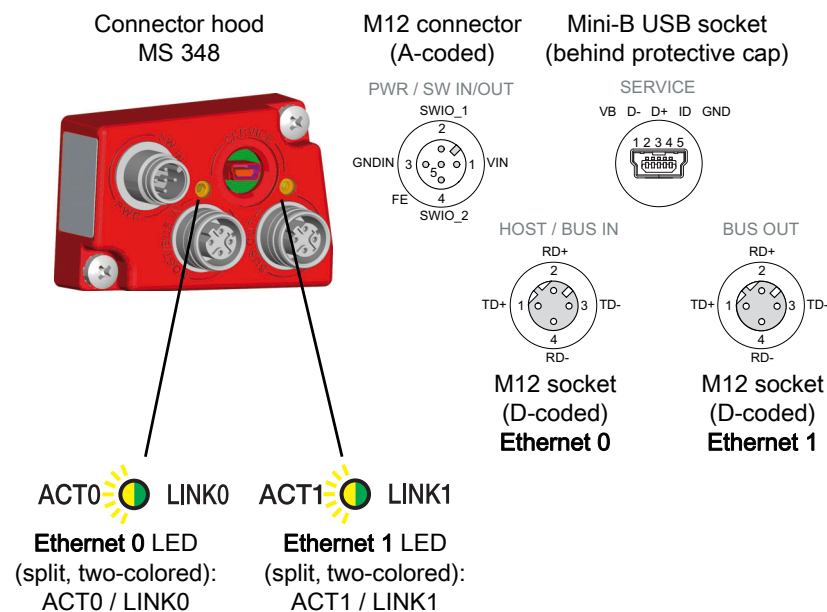 Connector hood
MS 348
M12 connector
(A-coded)
Mini-B USB socket
(behind protective cap)
PWR / SW IN/OUT
SWIO_1
2
GNDIN 3 5 1 VIN
FE 4
SWIO_2
SERVICE
VB D- D+ ID GND
1 2 3 4 5
SERVICE
PWR
HOST / BUS IN
RD+
2
TD+ 1 3 TD-
4
RD-
M12 socket
(D-coded)
Ethernet 0
BUS OUT
RD+
2
TD+ 1 3 TD-
4
RD-
M12 socket
(D-coded)
Ethernet 1
ACT0 LINK0
Ethernet 0 LED
(split, two-colored):
ACT0 / LINK0
ACT1 LINK1
Ethernet 1 LED
(split, two-colored):
ACT1 / LINK1